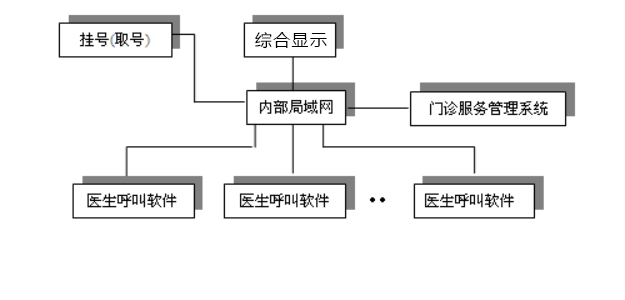 挂号(取号)
综合显示
内部局域网
门诊服务管理系统
医生呼叫软件
医生呼叫软件
••
医生呼叫软件